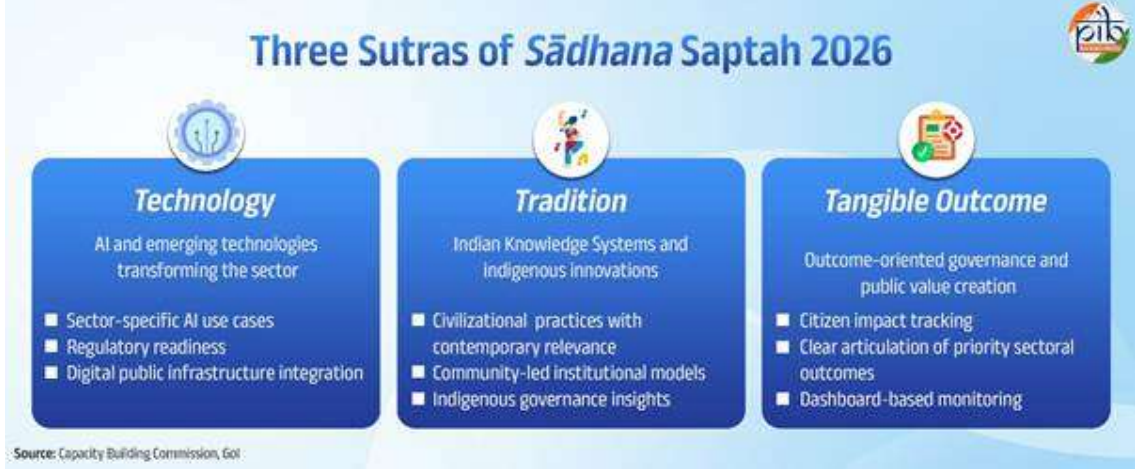 Three Sutras of Sādhana Saptah 2026
pib
Technology
AI and emerging technologies
transforming the sector
■ Sector-specific AI use cases
■ Regulatory readiness
■ Digital public infrastructure integration
Tradition
Indian Knowledge Systems and
indigenous innovations
■ Civilizational practices with
contemporary relevance
■ Community-led institutional models
■ Indigenous governance insights
Tangible Outcome
Outcome-oriented governance and
public value creation
■ Citizen impact tracking
■ Clear articulation of priority sectoral
outcomes
■ Dashboard-based monitoring
Source: Capacity Building Commission, GoI